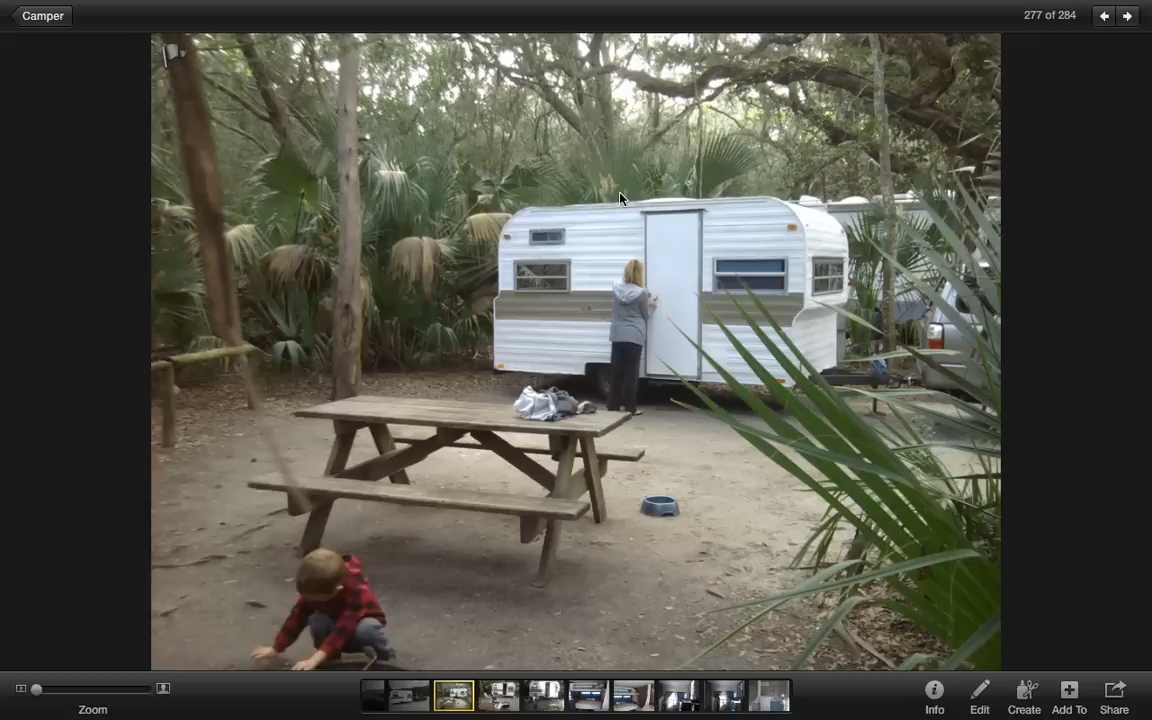 Camper
277 of 284
Zoom
Info
Edit
Create
Add To
Share